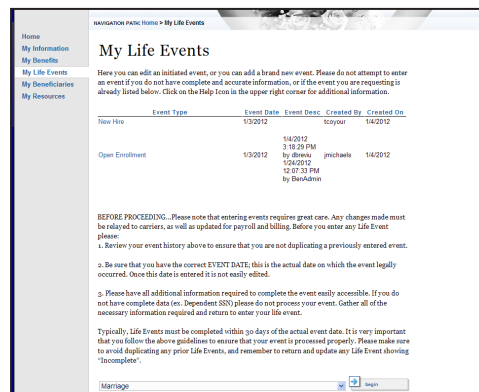 NAVIGATION PATH: Home > My Life Events
Home
My Information
My Benefits
My Life Events
My Beneficiaries
My Resources
My Life Events
Here you can edit an initiated event, or you can add a brand new event. Please do not attempt to enter
an event if you do not have complete and accurate information, or if the event you are requesting is
already listed below. Click on the Help Icon in the upper right corner for additional information.
Event Type Event Date Event Desc Created By Created On
New Hire 1/3/2012 tcoyour 1/4/2012
1/4/2012
3:18:29 PM
Open Enrollment 1/3/2012 by dbreviu jmichaels 1/4/2012
1/24/2012
12:07:33 PM
by BenAdmin
BEFORE PROCEEDING...Please note that entering events requires great care. Any changes made must
be relayed to carriers, as well as updated for payroll and billing. Before you enter any Life Event
please:
1. Review your event history above to ensure that you are not duplicating a previously entered event.
2. Be sure that you have the correct EVENT DATE; this is the actual date on which the event legally
occurred. Once this date is entered it is not easily edited.
3. Please have all additional information required to complete the event easily accessible. If you do
not have complete data (ex. Dependent SSN) please do not process your event. Gather all of the
necessary information required and return to enter your life event.
Typically, Life Events must be completed within 30 days of the actual event date. It is very important
that you follow the above guidelines to ensure that your event is processed properly. Please make sure
to avoid duplicating any prior Life Events, and remember to return and update any Life Event showing
"Incomplete".
Marriage begin